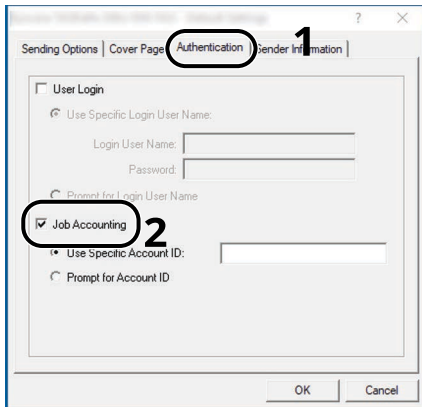 ? ×
Sending Options Cover Page Authentication Sender Information
1
User Login
Use Specific Login User Name:
Login User Name:
Password:
Prompt for Login User Name
Job Accounting
2
Use Specific Account ID:
Prompt for Account ID
OK Cancel